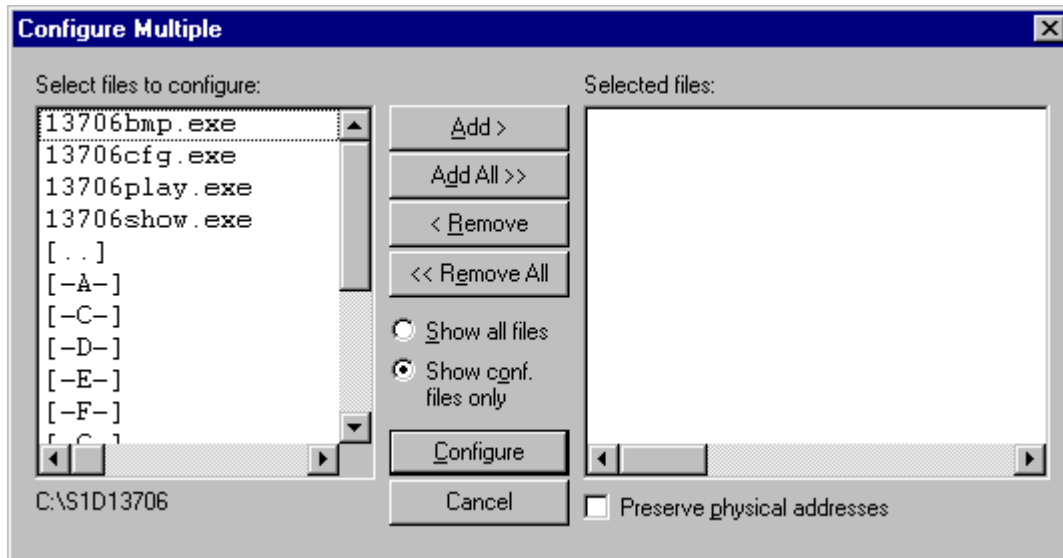 Configure Multiple
Select files to configure:
13706bmp.exe
13706cfg.exe
13706play.exe
13706show.exe
[..]
[-A-]
[-C-]
[-D-]
[-E-]
[-F-]
C:\S1D13706
Add >
Add All >>
< Remove
<< Remove All
Show all files
Show conf.
files only
Configure
Cancel
Selected files:
Preserve physical addresses